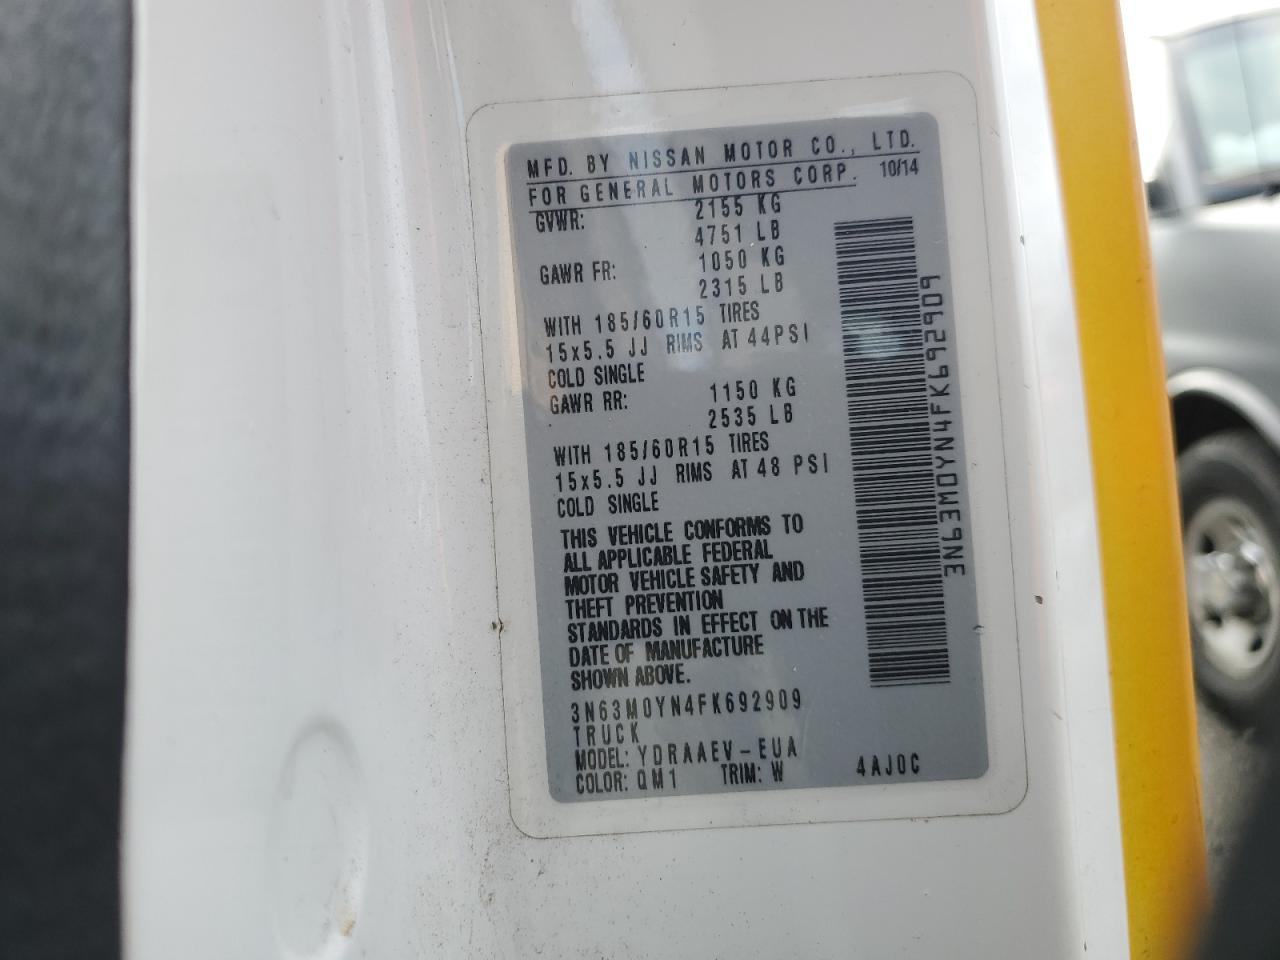 MFD. BY NISSAN MOTOR CO., LTD.
FOR GENERAL MOTORS CORP. 10/14
GVWR: 2155 KG
4751 LB
GAWR FR: 1050 KG
2315 LB
WITH 185/60R15 TIRES
15x5.5 JJ RIMS AT 44PSI
COLD SINGLE
GAWR RR: 1150 KG
2535 LB
WITH 185/60R15 TIRES
15x5.5 JJ RIMS AT 48 PSI
COLD SINGLE
THIS VEHICLE CONFORMS TO
ALL APPLICABLE FEDERAL
MOTOR VEHICLE SAFETY AND
THEFT PREVENTION
STANDARDS IN EFFECT ON THE
DATE OF MANUFACTURE
SHOWN ABOVE.
3N63M0YN4FK692909
TRUCK
MODEL: YDRAAEV-EUA
COLOR: QM1 TRIM: W 4AJ0C
3N63M0YN4FK692909